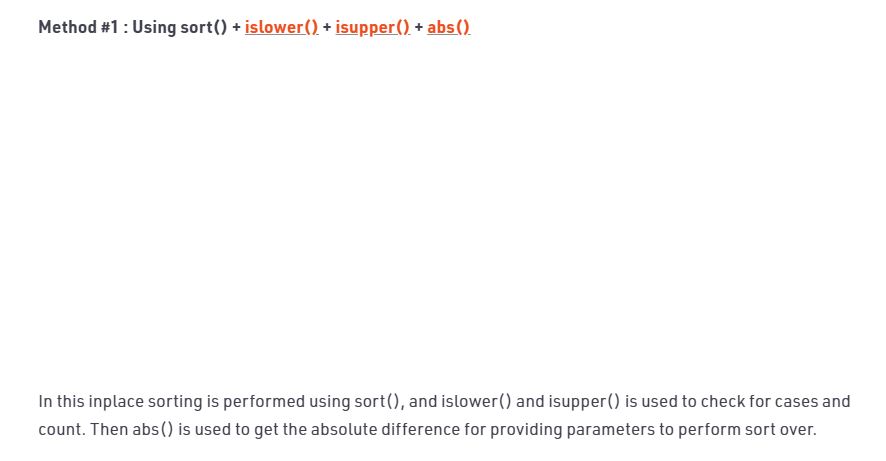 Method #1 : Using sort() + islower() + isupper() + abs()
In this inplace sorting is performed using sort(), and islower() and isupper() is used to check for cases and
count. Then abs() is used to get the absolute difference for providing parameters to perform sort over.